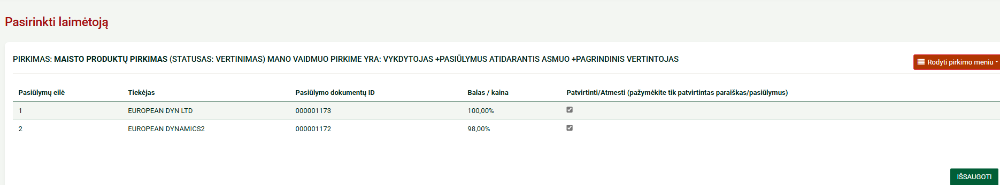 Pasirinkti laimėtoją
PIRKIMAS: MAISTO PRODUKTŲ PIRKIMAS (STATUSAS: VERTINIMAS) MANO VAIDMUO PIRKIME YRA: VYKDYTOJAS +PASIŪLYMUS ATIDARANTIS ASMUO +PAGRINDINIS VERTINTOJAS
Rodyti pirkimo meniu
Pasiūlymų eilė Tiekėjas Pasiūlymo dokumentų ID Balas / kaina Patvirtinti/Atmesti (pažymėkite tik patvirtintas paraiškas/pasiūlymus)
1 EUROPEAN DYN LTD 000001173 100,00%
2 EUROPEAN DYNAMICS2 000001172 98,00%
IŠSAUGOTI